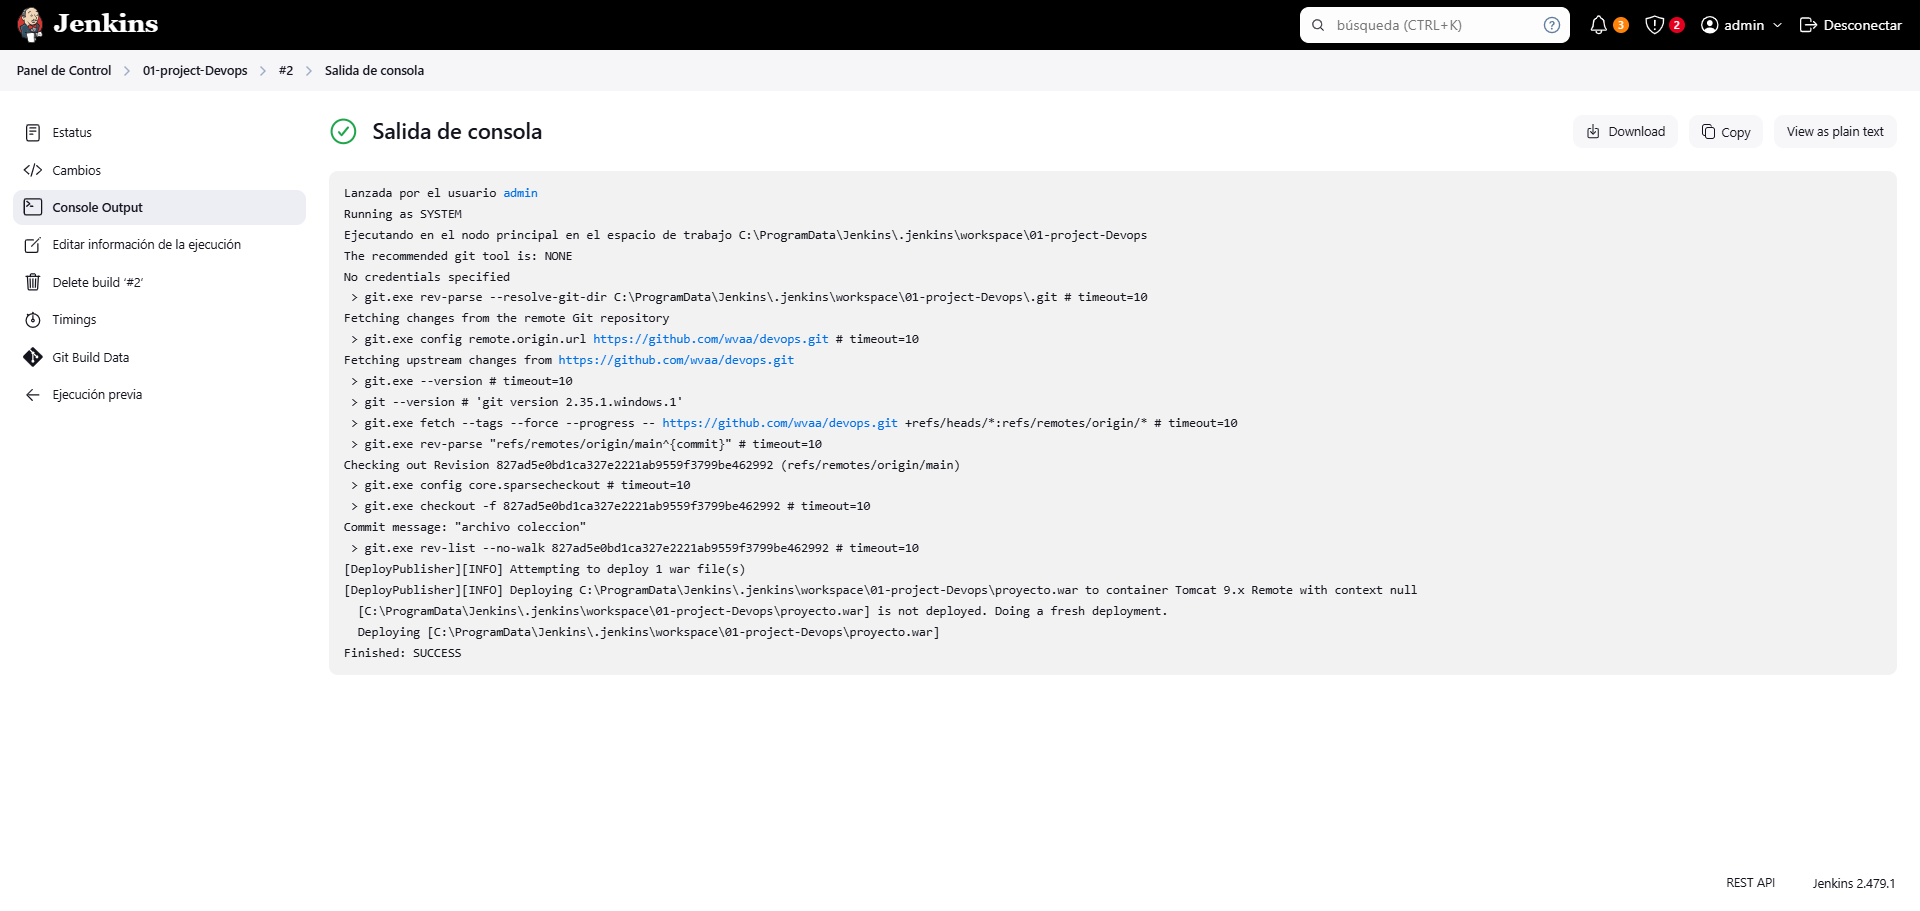 Jenkins
búsqueda (CTRL+K)
3
2
admin
Desconectar
Panel de Control
01-project-Devops
#2
Salida de consola
Estatus
Cambios
Console Output
Editar información de la ejecución
Delete build ‘#2’
Timings
Git Build Data
Ejecución previa
Salida de consola
Download
Copy
View as plain text
Lanzada por el usuario admin
Running as SYSTEM
Ejecutando en el nodo principal en el espacio de trabajo C:\ProgramData\Jenkins\.jenkins\workspace\01-project-Devops
The recommended git tool is: NONE
No credentials specified
> git.exe rev-parse --resolve-git-dir C:\ProgramData\Jenkins\.jenkins\workspace\01-project-Devops\.git # timeout=10
Fetching changes from the remote Git repository
> git.exe config remote.origin.url https://github.com/wvaa/devops.git # timeout=10
Fetching upstream changes from https://github.com/wvaa/devops.git
> git.exe --version # timeout=10
> git --version # 'git version 2.35.1.windows.1'
> git.exe fetch --tags --force --progress -- https://github.com/wvaa/devops.git +refs/heads/*:refs/remotes/origin/* # timeout=10
> git.exe rev-parse "refs/remotes/origin/main^{commit}" # timeout=10
Checking out Revision 827ad5e0bd1ca327e2221ab9559f3799be462992 (refs/remotes/origin/main)
> git.exe config core.sparsecheckout # timeout=10
> git.exe checkout -f 827ad5e0bd1ca327e2221ab9559f3799be462992 # timeout=10
Commit message: "archivo coleccion"
> git.exe rev-list --no-walk 827ad5e0bd1ca327e2221ab9559f3799be462992 # timeout=10
[DeployPublisher][INFO] Attempting to deploy 1 war file(s)
[DeployPublisher][INFO] Deploying C:\ProgramData\Jenkins\.jenkins\workspace\01-project-Devops\proyecto.war to container Tomcat 9.x Remote with context null
[C:\ProgramData\Jenkins\.jenkins\workspace\01-project-Devops\proyecto.war] is not deployed. Doing a fresh deployment.
Deploying [C:\ProgramData\Jenkins\.jenkins\workspace\01-project-Devops\proyecto.war]
Finished: SUCCESS
REST API
Jenkins 2.479.1